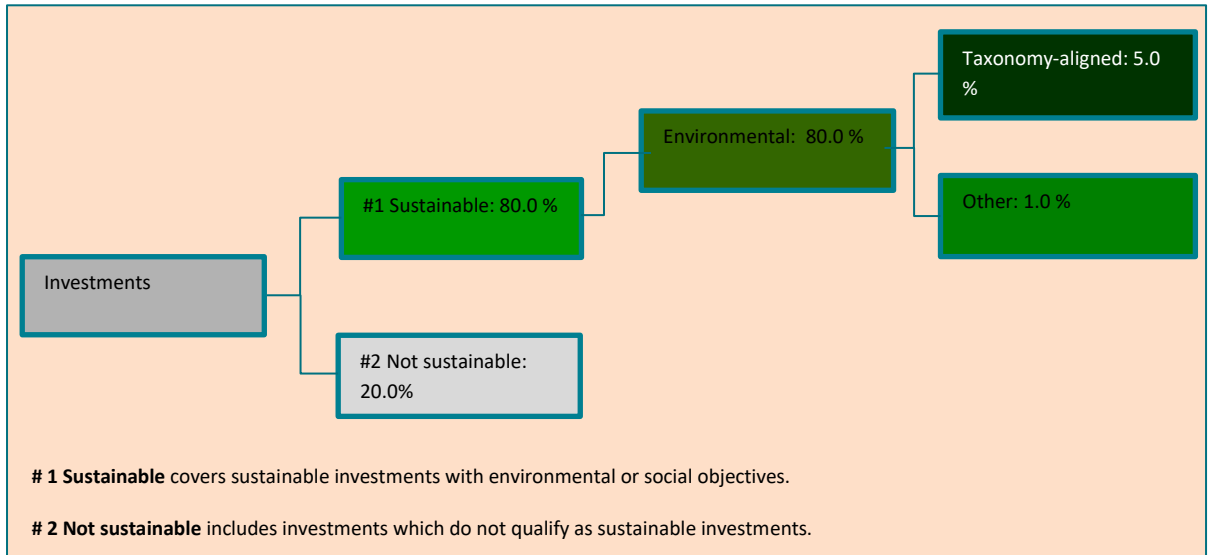 Taxonomy-aligned: 5.0
%
Environmental:  80.0 %
#1 Sustainable: 80.0 %
Other: 1.0 %
Investments
#2 Not sustainable:
20.0%
# 1 Sustainable covers sustainable investments with environmental or social objectives.
# 2 Not sustainable includes investments which do not qualify as sustainable investments.